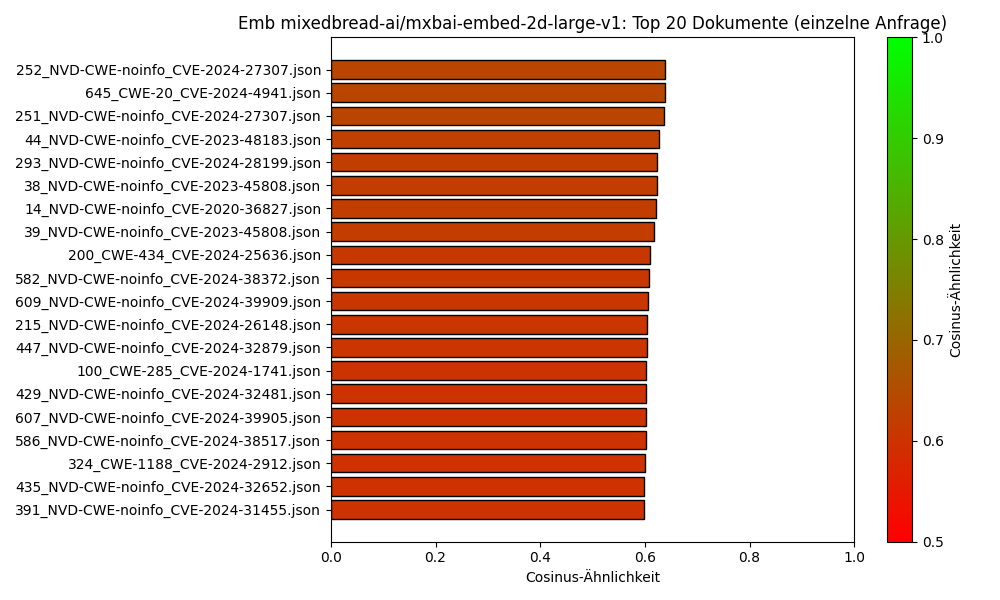 Emb mixedbread-ai/mxbai-embed-2d-large-v1: Top 20 Dokumente (einzelne Anfrage)
252_NVD-CWE-noinfo_CVE-2024-27307.json
645_CWE-20_CVE-2024-4941.json
251_NVD-CWE-noinfo_CVE-2024-27307.json
44_NVD-CWE-noinfo_CVE-2023-48183.json
293_NVD-CWE-noinfo_CVE-2024-28199.json
38_NVD-CWE-noinfo_CVE-2023-45808.json
14_NVD-CWE-noinfo_CVE-2020-36827.json
39_NVD-CWE-noinfo_CVE-2023-45808.json
200_CWE-434_CVE-2024-25636.json
582_NVD-CWE-noinfo_CVE-2024-38372.json
609_NVD-CWE-noinfo_CVE-2024-39909.json
215_NVD-CWE-noinfo_CVE-2024-26148.json
447_NVD-CWE-noinfo_CVE-2024-32879.json
100_CWE-285_CVE-2024-1741.json
429_NVD-CWE-noinfo_CVE-2024-32481.json
607_NVD-CWE-noinfo_CVE-2024-39905.json
586_NVD-CWE-noinfo_CVE-2024-38517.json
324_CWE-1188_CVE-2024-2912.json
435_NVD-CWE-noinfo_CVE-2024-32652.json
391_NVD-CWE-noinfo_CVE-2024-31455.json
0.0 0.2 0.4 0.6 0.8 1.0
Cosinus-Ähnlichkeit
1.0
0.9
0.8
0.7
0.6
0.5
Cosinus-Ähnlichkeit